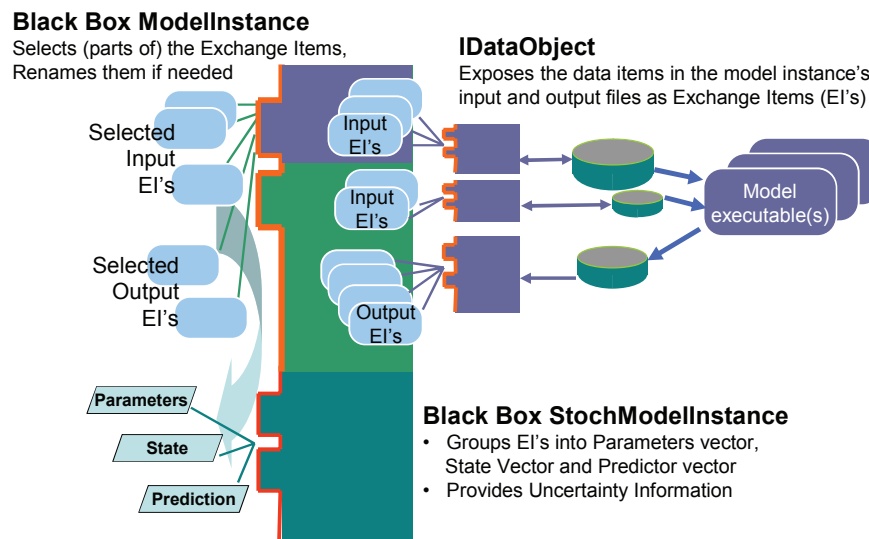 Black Box ModelInstance
Selects (parts of) the Exchange Items,
Renames them if needed
IDataObject
Exposes the data items in the model instance's
input and output files as Exchange Items (EI's)
Selected
Input
EI's
Input
EI's
Input
EI's
Model
executable(s)
Selected
Output
EI's
Output
EI's
Parameters
State
Prediction
Black Box StochModelInstance
• Groups EI's into Parameters vector,
State Vector and Predictor vector
• Provides Uncertainty Information